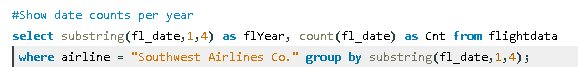 #Show date counts per year
select substring(fl_date,1,4) as flYear, count(fl_date) as Cnt from flightdata
where airline = "Southwest Airlines Co." group by substring(fl_date,1,4);